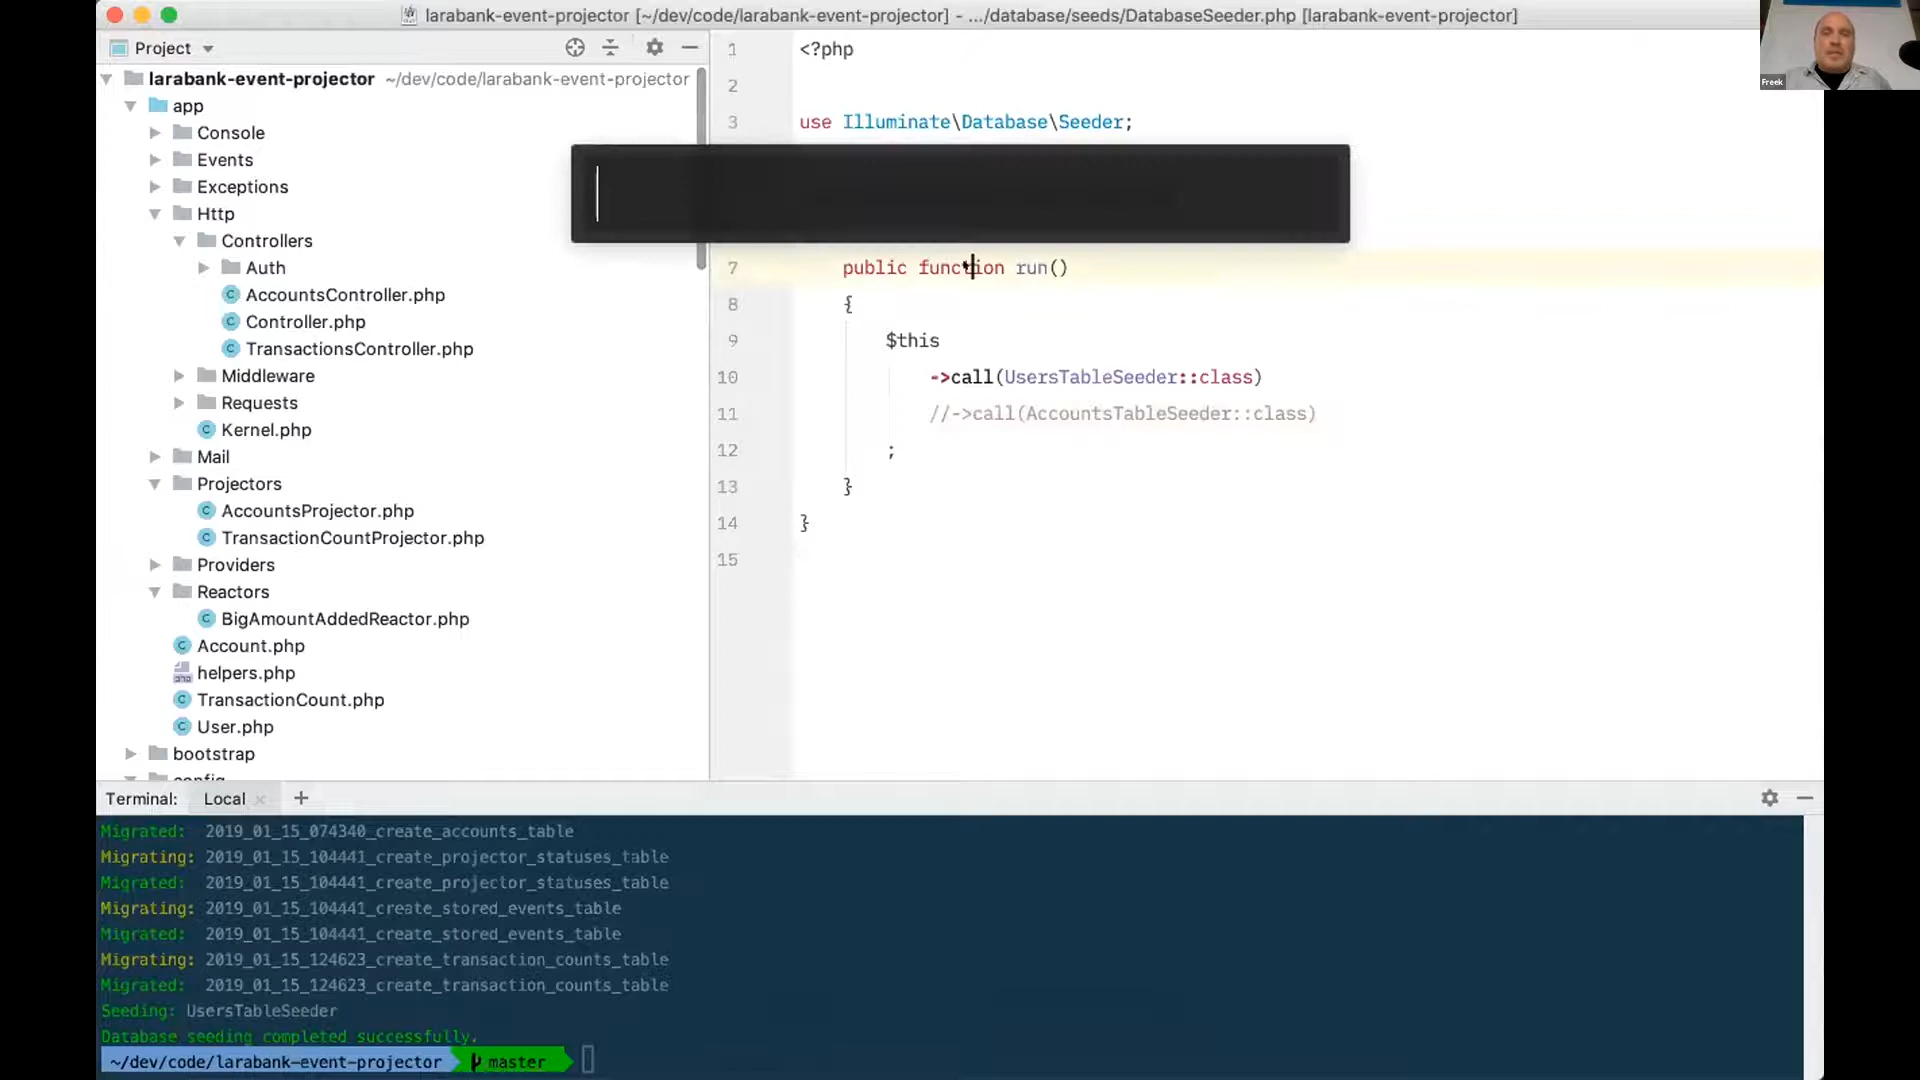 larabank-event-projector [~/dev/code/larabank-event-projector] - .../database/seeds/DatabaseSeeder.php [larabank-event-projector]
Freek
Project
larabank-event-projector ~/dev/code/larabank-event-projector
app
Console
Events
Exceptions
Http
Controllers
Auth
AccountsController.php
Controller.php
TransactionsController.php
Middleware
Requests
Kernel.php
Mail
Projectors
AccountsProjector.php
TransactionCountProjector.php
Providers
Reactors
BigAmountAddedReactor.php
Account.php
helpers.php
TransactionCount.php
User.php
bootstrap
config
1 <?php
2
3 use Illuminate\Database\Seeder;
7 public function run()
8 {
9 $this
10 ->call(UsersTableSeeder::class)
11 //->call(AccountsTableSeeder::class)
12 ;
13 }
14 }
15
Terminal: Local × +
Migrated: 2019_01_15_074340_create_accounts_table
Migrating: 2019_01_15_104441_create_projector_statuses_table
Migrated: 2019_01_15_104441_create_projector_statuses_table
Migrating: 2019_01_15_104441_create_stored_events_table
Migrated: 2019_01_15_104441_create_stored_events_table
Migrating: 2019_01_15_124623_create_transaction_counts_table
Migrated: 2019_01_15_124623_create_transaction_counts_table
Seeding: UsersTableSeeder
Database seeding completed successfully.
~/dev/code/larabank-event-projector master